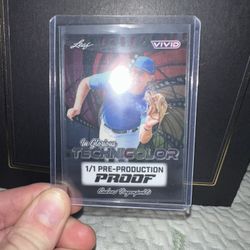 Leaf
VIVID
In Glorious
TECHNICOLOR
1/1 PRE-PRODUCTION
PROOF